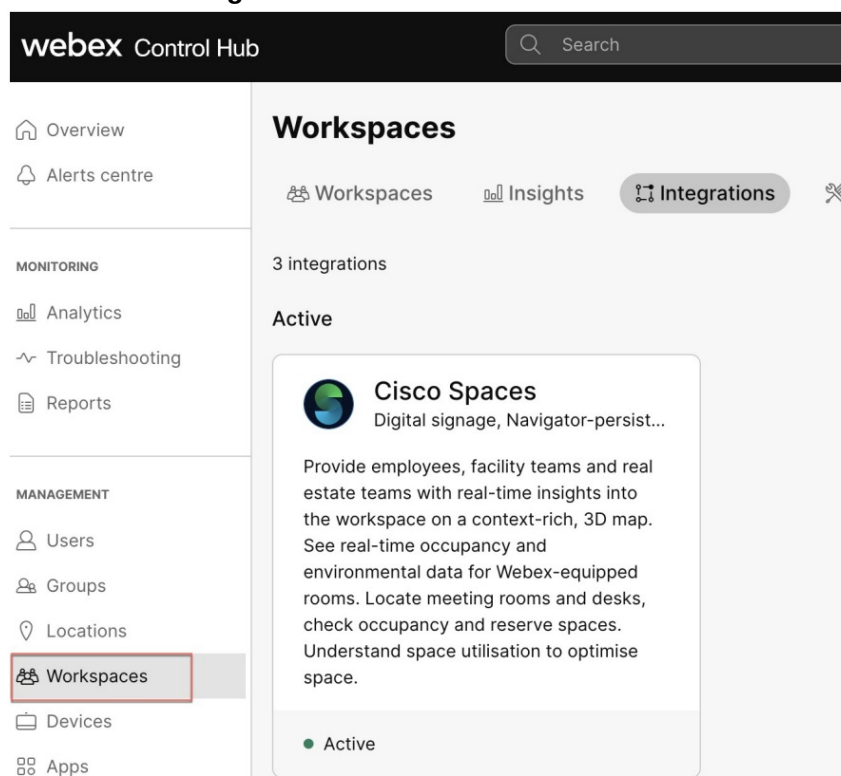 webex Control Hub
Search
Overview
Alerts centre
MONITORING
Analytics
Troubleshooting
Reports
MANAGEMENT
Users
Groups
Locations
Workspaces
Devices
Apps
Workspaces
Workspaces
Insights
Integrations
3 integrations
Active
Cisco Spaces
Digital signage, Navigator-persist...
Provide employees, facility teams and real
estate teams with real-time insights into
the workspace on a context-rich, 3D map.
See real-time occupancy and
environmental data for Webex-equipped
rooms. Locate meeting rooms and desks,
check occupancy and reserve spaces.
Understand space utilisation to optimise
space.
Active